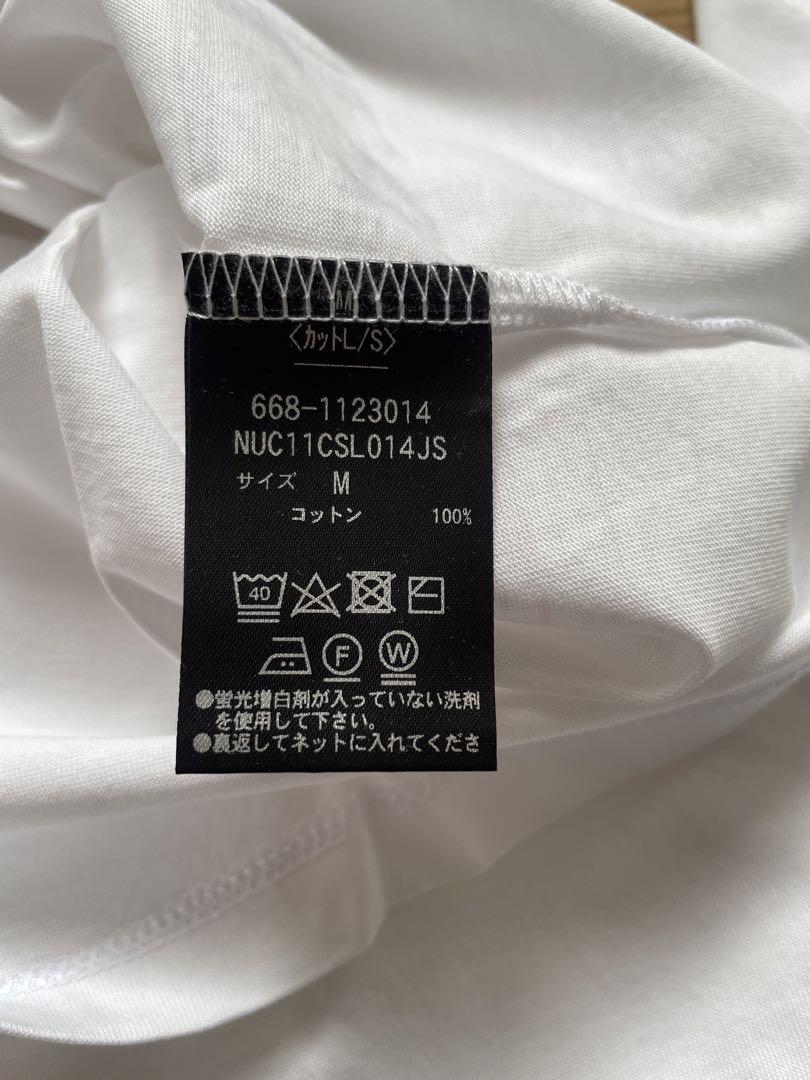 M
〈カットL/S〉
668-1123014
NUC11CSL014JS
サイズ M
コットン 100%
40
F W
●蛍光増白剤が入っていない洗剤
を使用して下さい。
●裏返してネットに入れてくださ